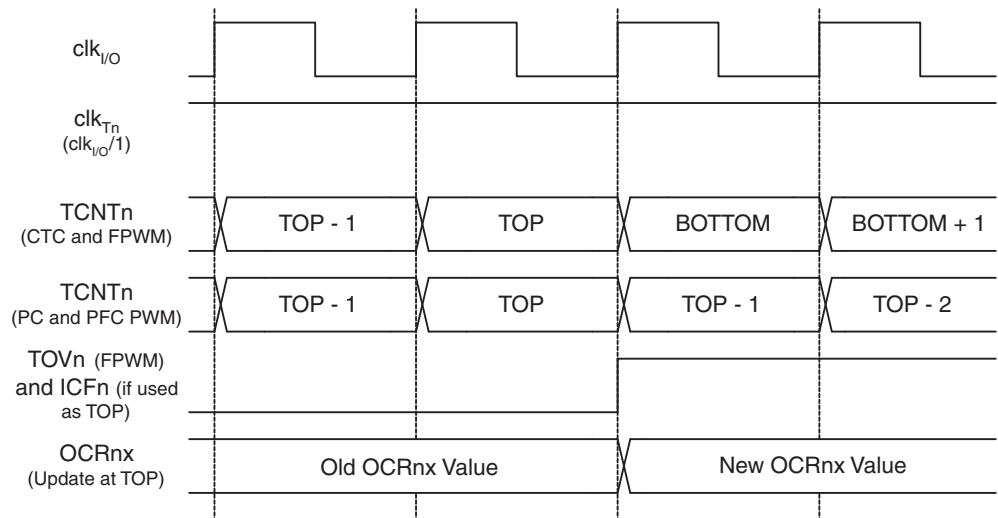 clkI/O
clkTn
(clkI/O/1)
TCNTn
(CTC and FPWM)
TOP - 1
TOP
BOTTOM
BOTTOM + 1
TCNTn
(PC and PFC PWM)
TOP - 1
TOP
TOP - 1
TOP - 2
TOVn (FPWM)
and ICFn (if used
as TOP)
OCRnx
(Update at TOP)
Old OCRnx Value
New OCRnx Value